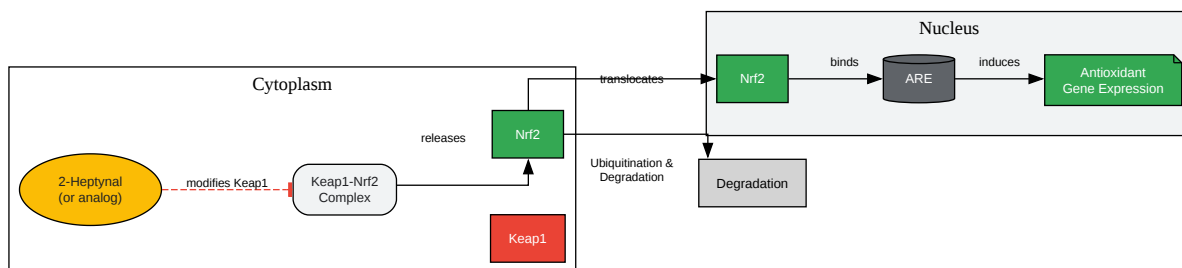 Nucleus
Cytoplasm
translocates
Nrf2
binds
ARE
induces
Antioxidant
Gene Expression
releases
Nrf2
Ubiquitination &
Degradation
Degradation
2-Heptynal
(or analog)
modifies Keap1
Keap1-Nrf2
Complex
Keap1